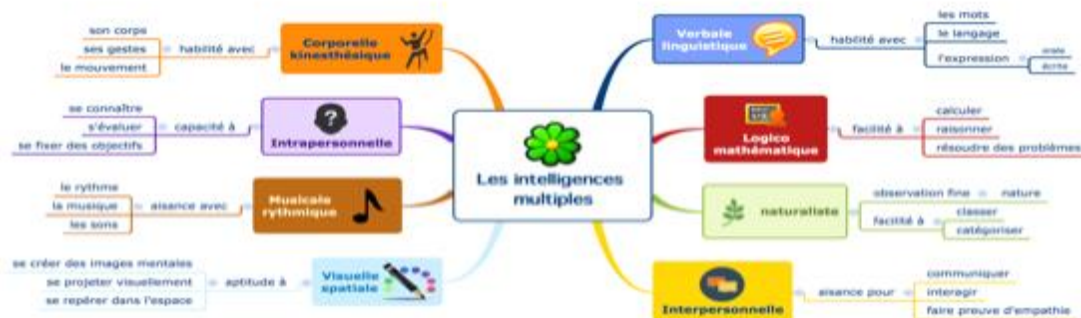 Les intelligences
multiples
Corporelle
kinesthésique
habilité avec
son corps
ses gestes
le mouvement
Intrapersonnelle
capacité à
se connaître
s'évaluer
se fixer des objectifs
Musicale
rythmique
aisance avec
le rythme
la musique
les sons
Visuelle
spatiale
aptitude à
se créer des images mentales
se projeter visuellement
se repérer dans l'espace
Verbale
linguistique
habilité avec
les mots
le langage
l'expression
orale
écrite
Logico
mathématique
facilité à
calculer
raisonner
résoudre des problèmes
naturaliste
observation fine
nature
facilité à
classer
catégoriser
Interpersonnelle
aisance pour
communiquer
interagir
faire preuve d'empathie